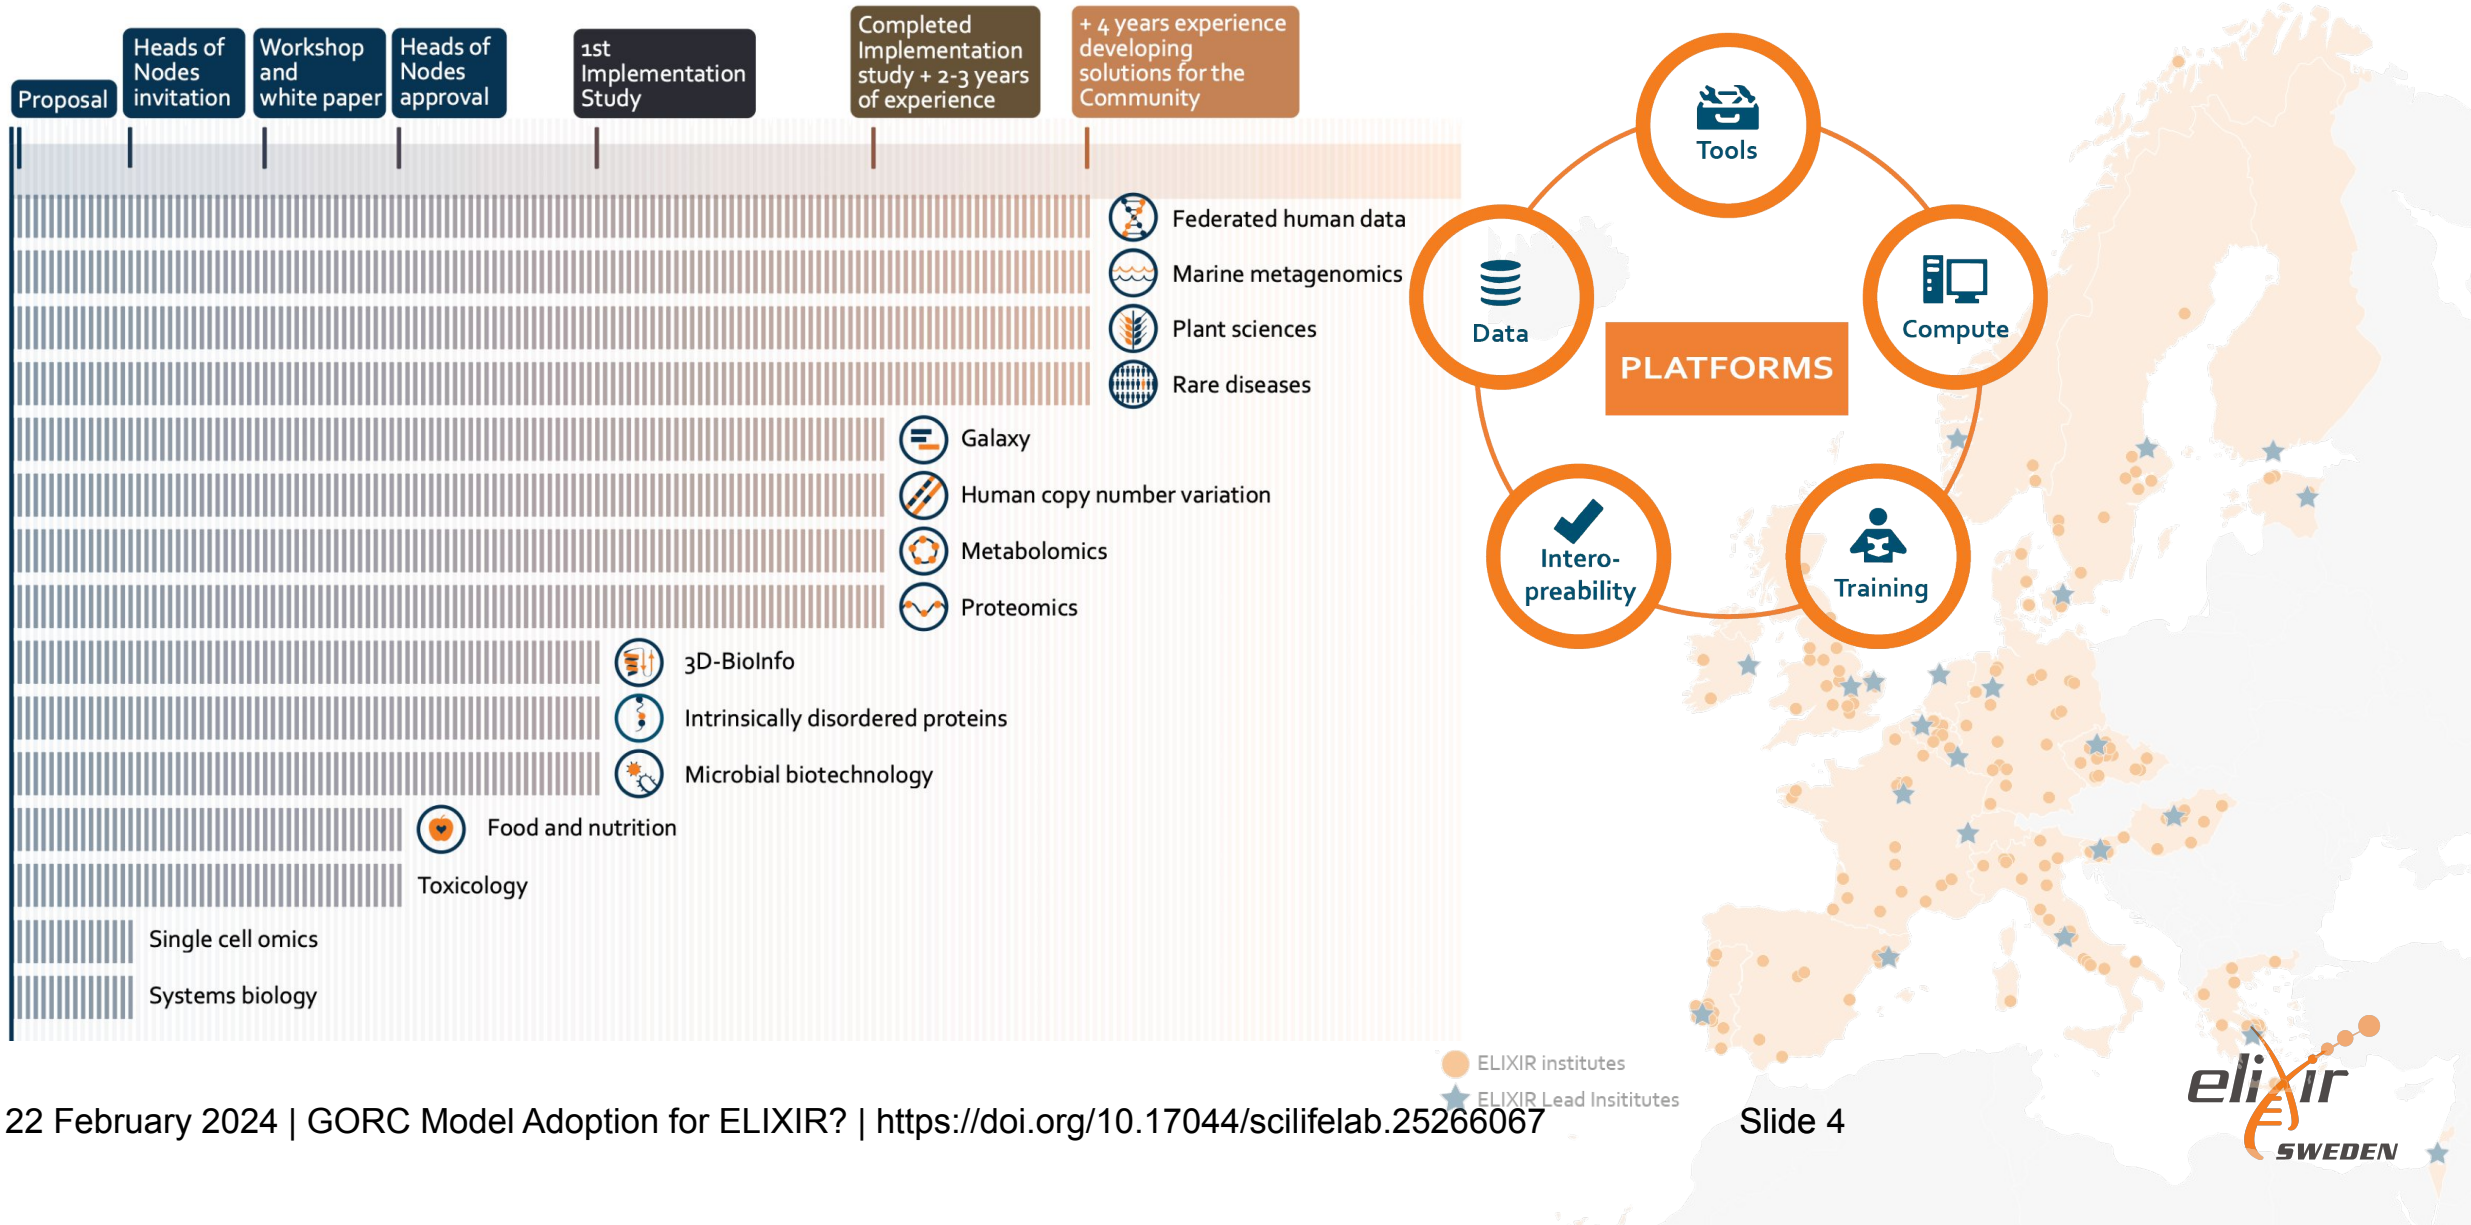 Proposal
Heads of
Nodes
invitation
Workshop
and
white paper
Heads of
Nodes
approval
1st
Implementation
Study
Completed
Implementation
study + 2-3 years
of experience
+ 4 years experience
developing
solutions for the
Community
Federated human data
Marine metagenomics
Plant sciences
Rare diseases
Galaxy
Human copy number variation
Metabolomics
Proteomics
3D-BioInfo
Intrinsically disordered proteins
Microbial biotechnology
Food and nutrition
Toxicology
Single cell omics
Systems biology
Tools
Data
Compute
PLATFORMS
Intero-
preability
Training
ELIXIR institutes
ELIXIR Lead Insititutes
22 February 2024 | GORC Model Adoption for ELIXIR? | https://doi.org/10.17044/scilifelab.25266067
Slide 4
elixir
SWEDEN